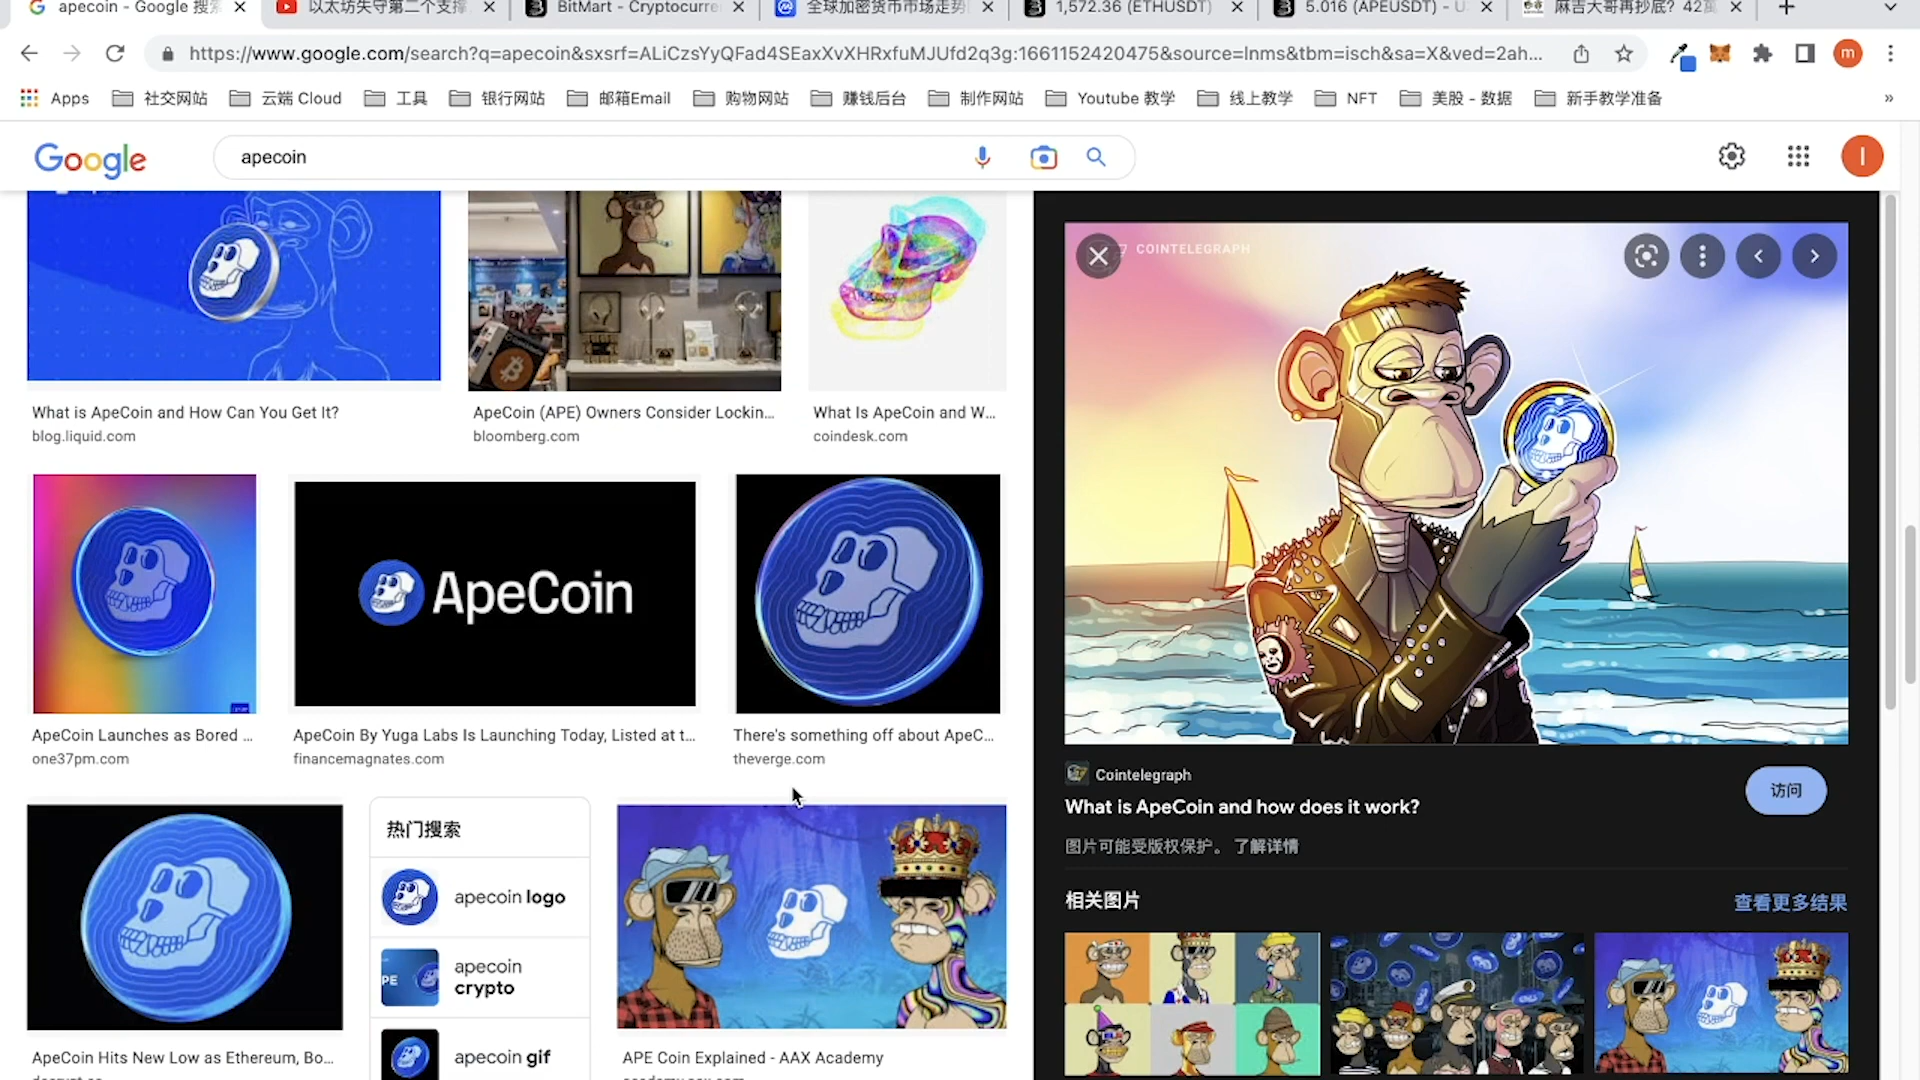 apecoin - Google 搜索
以太坊失守第二个支撑
BitMart - Cryptocurre
全球加密货币市场走势
1,572.36 (ETHUSDT)
5.016 (APEUSDT) - U
麻吉大哥再抄底? 42萬
https://www.google.com/search?q=apecoin&sxsrf=ALiCzsYyQFad4SEaxXvXHRxfuMJUfd2q3g:1661152420475&source=lnms&tbm=isch&sa=X&ved=2ah...
m
Apps
社交网站
云端 Cloud
工具
银行网站
邮箱Email
购物网站
赚钱后台
制作网站
Youtube 教学
线上教学
NFT
美股 - 数据
新手教学准备
Google
apecoin
I
What is ApeCoin and How Can You Get It?
blog.liquid.com
ApeCoin (APE) Owners Consider Lockin...
bloomberg.com
What Is ApeCoin and W...
coindesk.com
ApeCoin
ApeCoin Launches as Bored ...
one37pm.com
ApeCoin By Yuga Labs Is Launching Today, Listed at t...
financemagnates.com
There's something off about ApeC...
theverge.com
热门搜索
apecoin logo
PE
apecoin
crypto
apecoin gif
ApeCoin Hits New Low as Ethereum, Bo...
APE Coin Explained - AAX Academy
COINTELEGRAPH
Cointelegraph
What is ApeCoin and how does it work?
访问
图片可能受版权保护。 了解详情
相关图片
查看更多结果